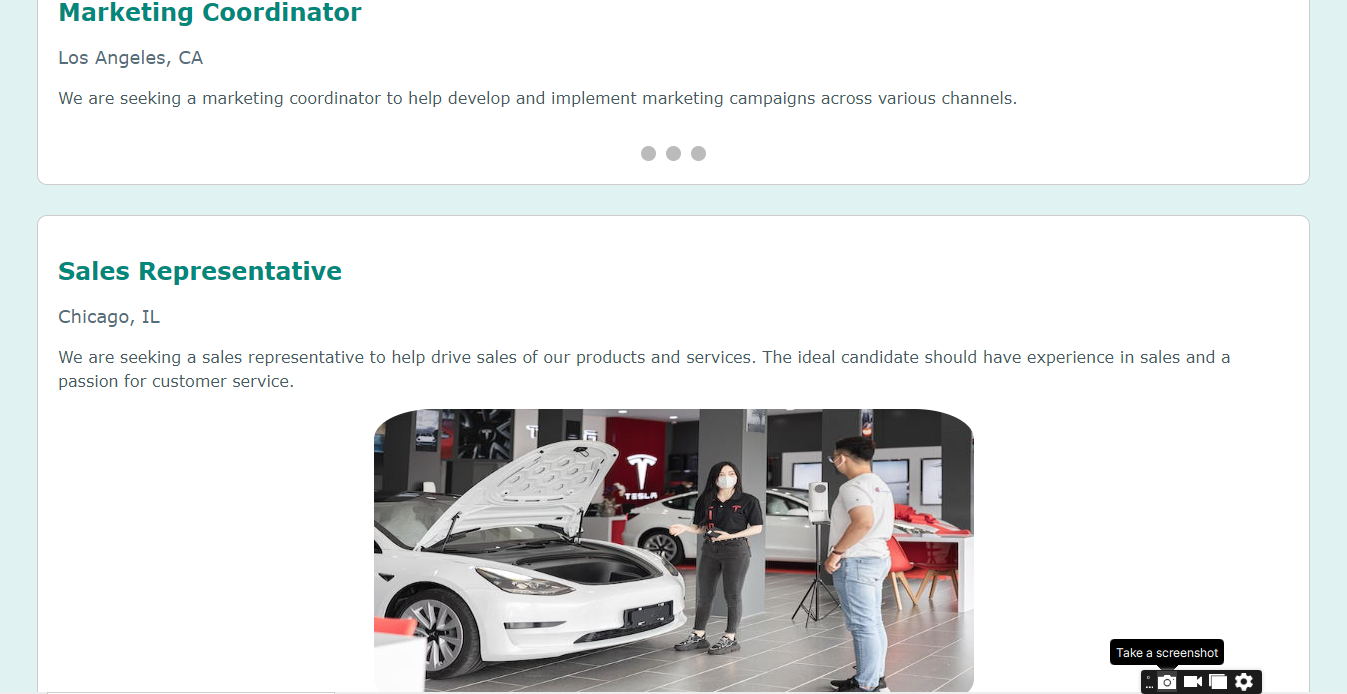 Marketing Coordinator
Los Angeles, CA
We are seeking a marketing coordinator to help develop and implement marketing campaigns across various channels.
Sales Representative
Chicago, IL
We are seeking a sales representative to help drive sales of our products and services. The ideal candidate should have experience in sales and a
passion for customer service.
TESLA
Take a screenshot